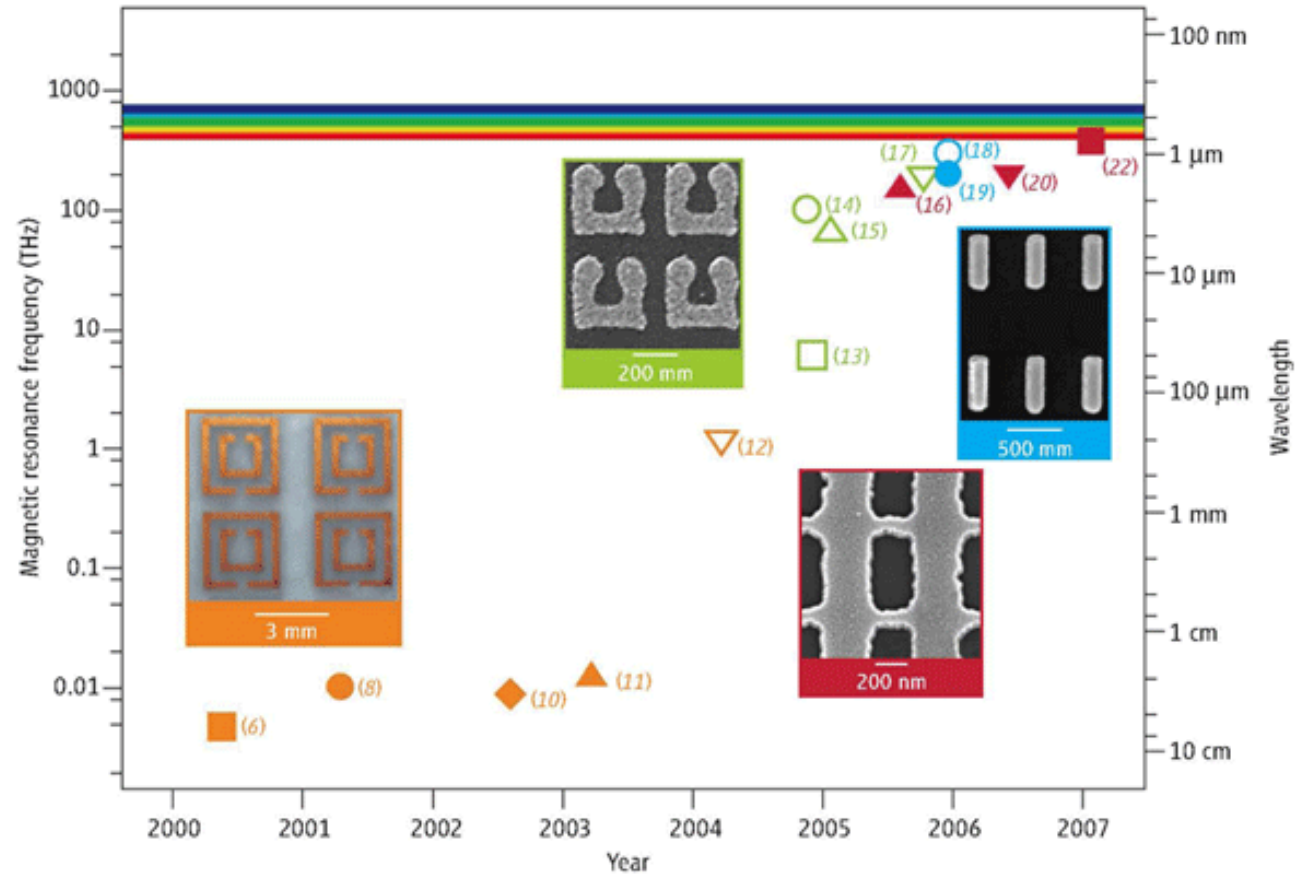 Magnetic resonance frequency (THz)
1000
100
10
1
0.1
0.01
100 nm
1 µm
10 µm
100 µm
1 mm
1 cm
10 cm
Wavelength
(17)
(18)
(22)
(19)
(20)
(16)
(14)
(15)
(13)
(12)
(11)
(10)
(8)
(6)
200 mm
500 mm
3 mm
200 nm
2000 2001 2002 2003 2004 2005 2006 2007
Year